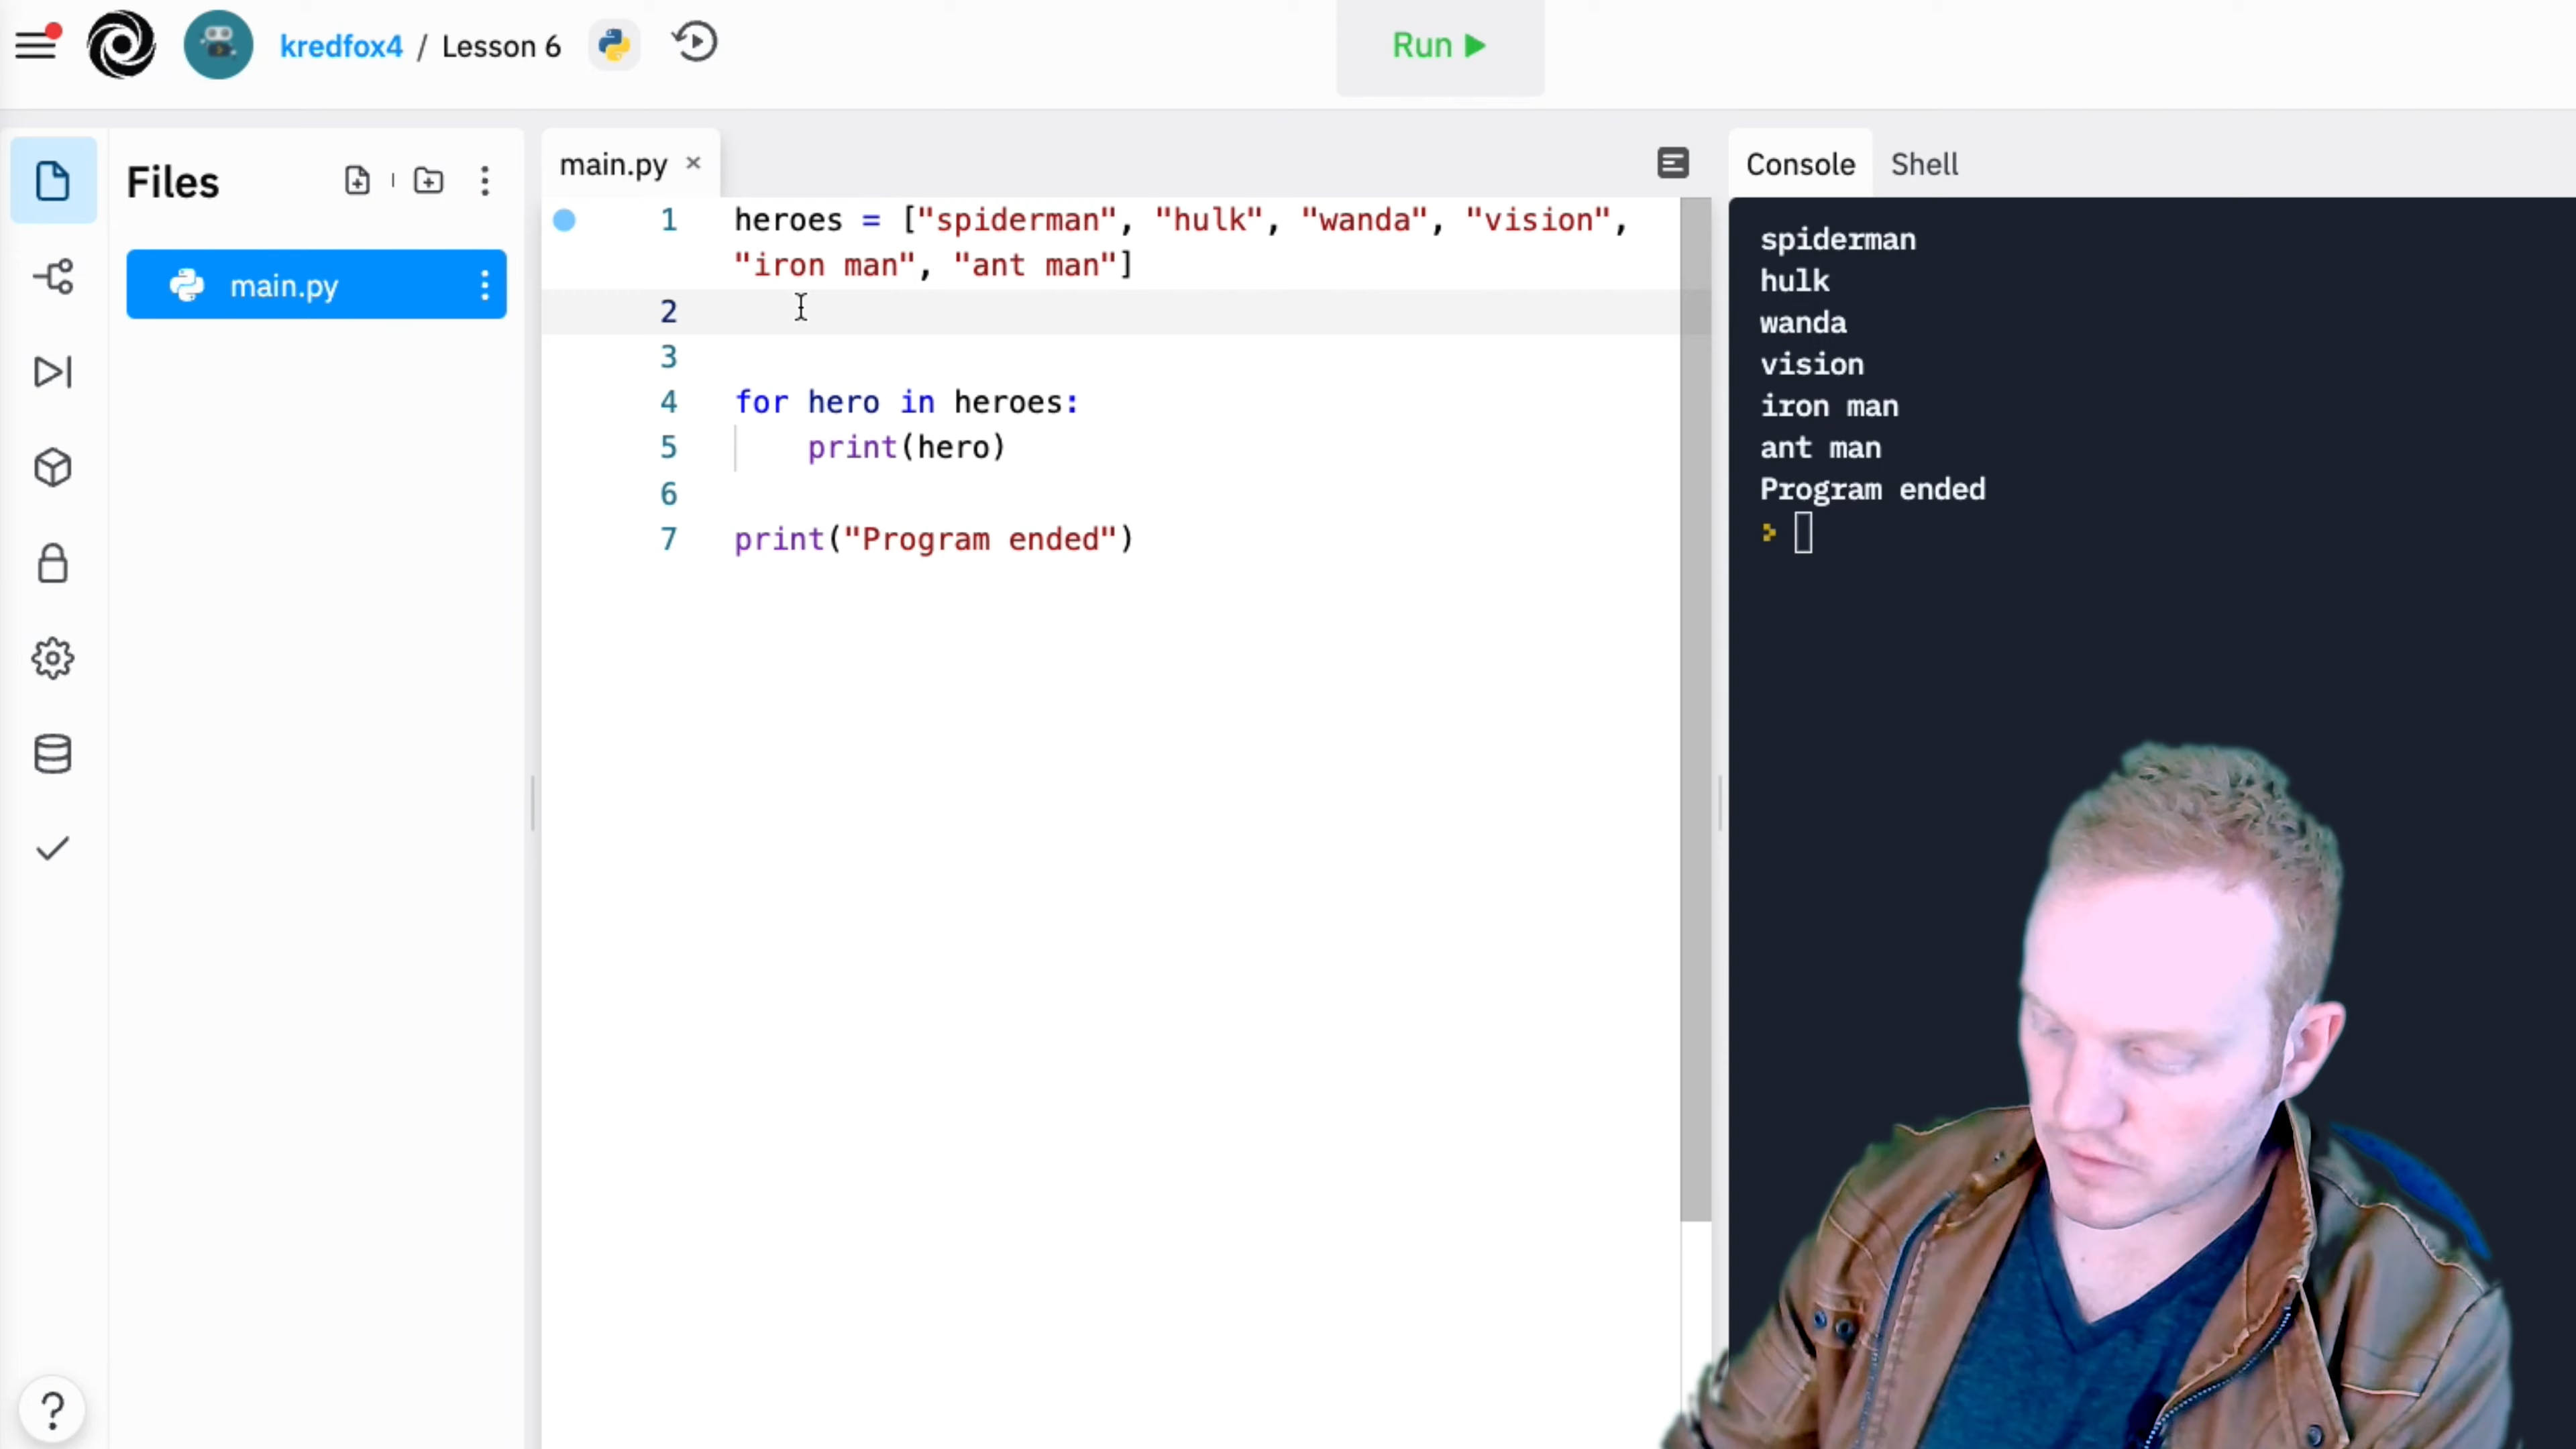 kredfox4 / Lesson 6
Run
Files
main.py
main.py
Console
Shell
1 heroes = ["spiderman", "hulk", "wanda", "vision",
"iron man", "ant man"]
2
3
4 for hero in heroes:
5 print(hero)
6
7 print("Program ended")
spiderman
hulk
wanda
vision
iron man
ant man
Program ended
?